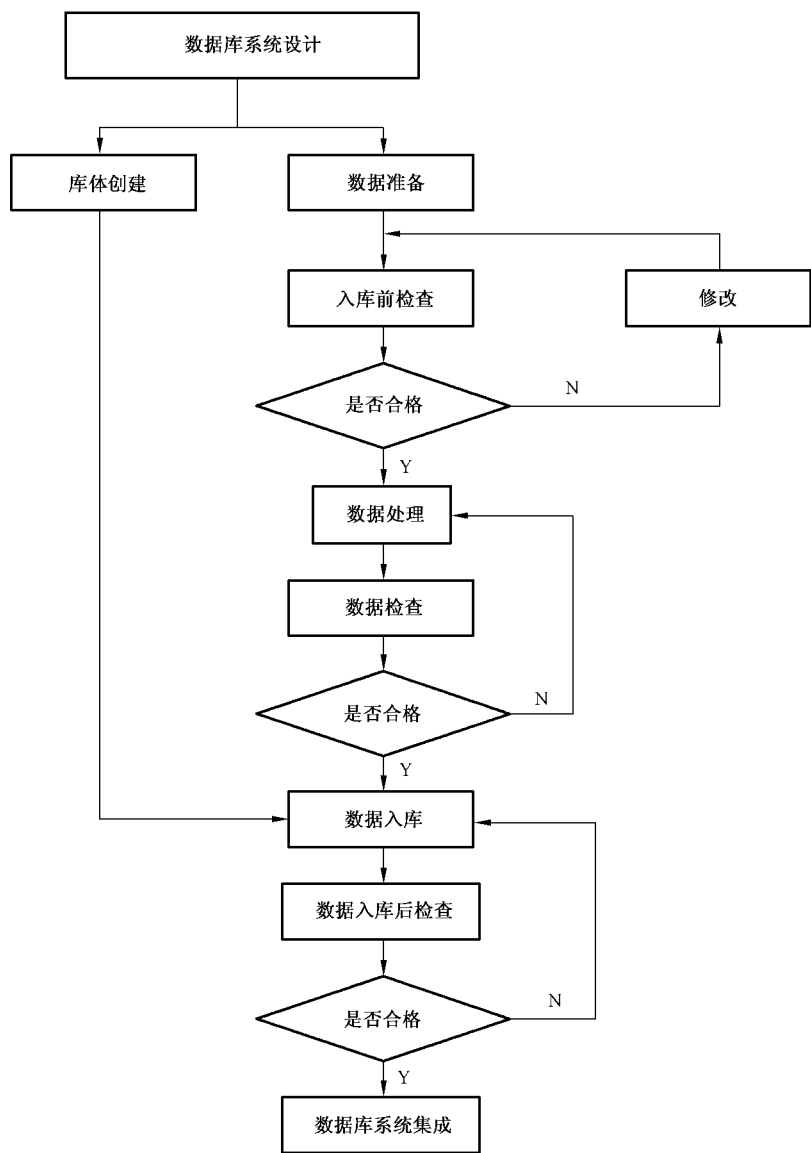 数据库系统设计
库体创建
数据准备
入库前检查
修改
是否合格
N
Y
数据处理
数据检查
是否合格
N
Y
数据入库
数据入库后检查
是否合格
N
Y
数据库系统集成